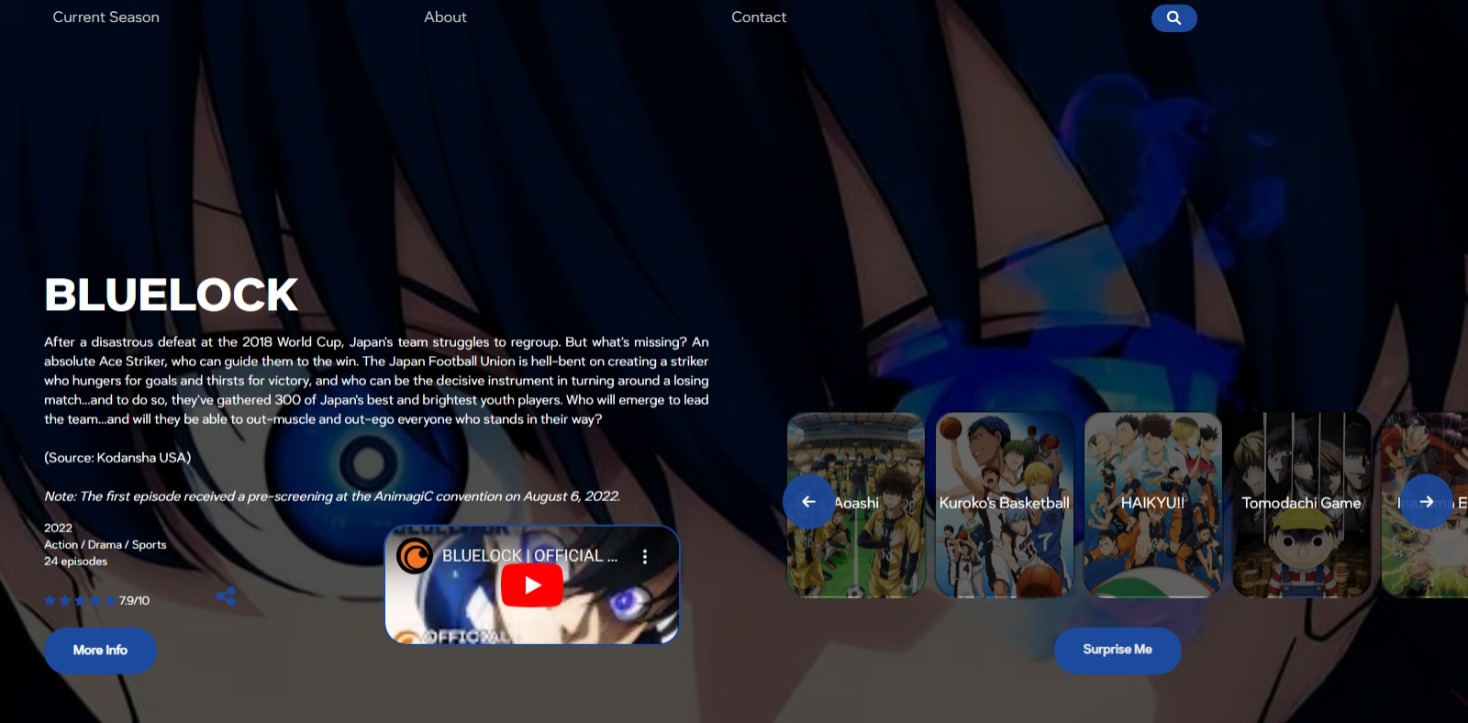 Current Season
About
Contact
BLUELOCK
After a disastrous defeat at the 2018 World Cup, Japan's team struggles to regroup. But what's missing? An
absolute Ace Striker, who can guide them to the win. The Japan Football Union is hell-bent on creating a striker
who hungers for goals and thirsts for victory, and who can be the decisive instrument in turning around a losing
match...and to do so, they've gathered 300 of Japan's best and brightest youth players. Who will emerge to lead
the team...and will they be able to out-muscle and out-ego everyone who stands in their way?
(Source: Kodansha USA)
Note: The first episode received a pre-screening at the AnimagiC convention on August 6, 2022.
2022
Action / Drama / Sports
24 episodes
7.9/10
More Info
BLUELOCK | OFFICIAL ...
OFFICIAL
Aoashi
Kuroko's Basketball
HAIKYU!!
Tomodachi Game
Surprise Me